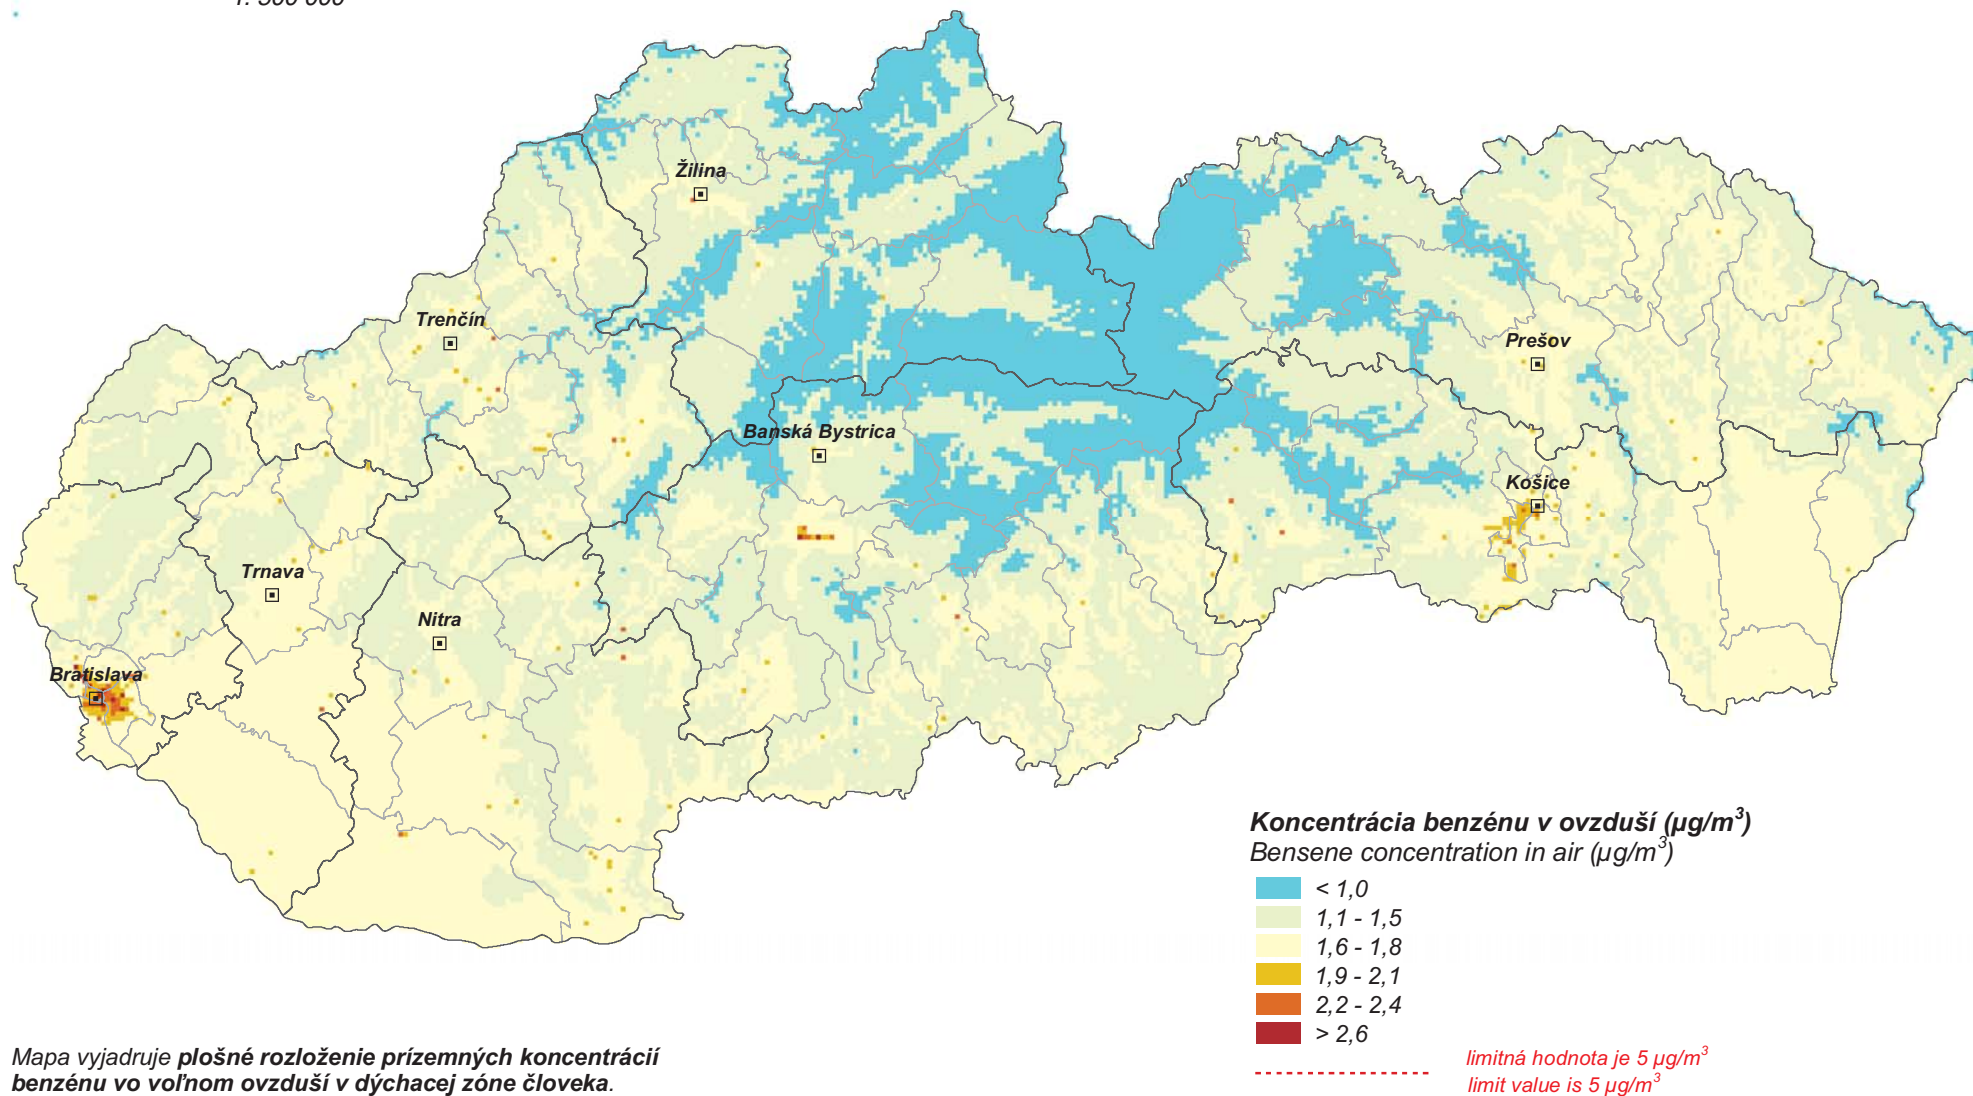 Žilina
Trenčín
Prešov
Banská Bystrica
Košice
Trnava
Nitra
Bratislava
Koncentrácia benzénu v ovzduší (µg/m³)
Bensene concentration in air (µg/m³)
< 1,0
1,1 - 1,5
1,6 - 1,8
1,9 - 2,1
2,2 - 2,4
> 2,6
limitná hodnota je 5 µg/m³
limit value is 5 µg/m³
Mapa vyjadruje plošné rozloženie prízemných koncentrácií
benzénu vo voľnom ovzduší v dýchacej zóne človeka.